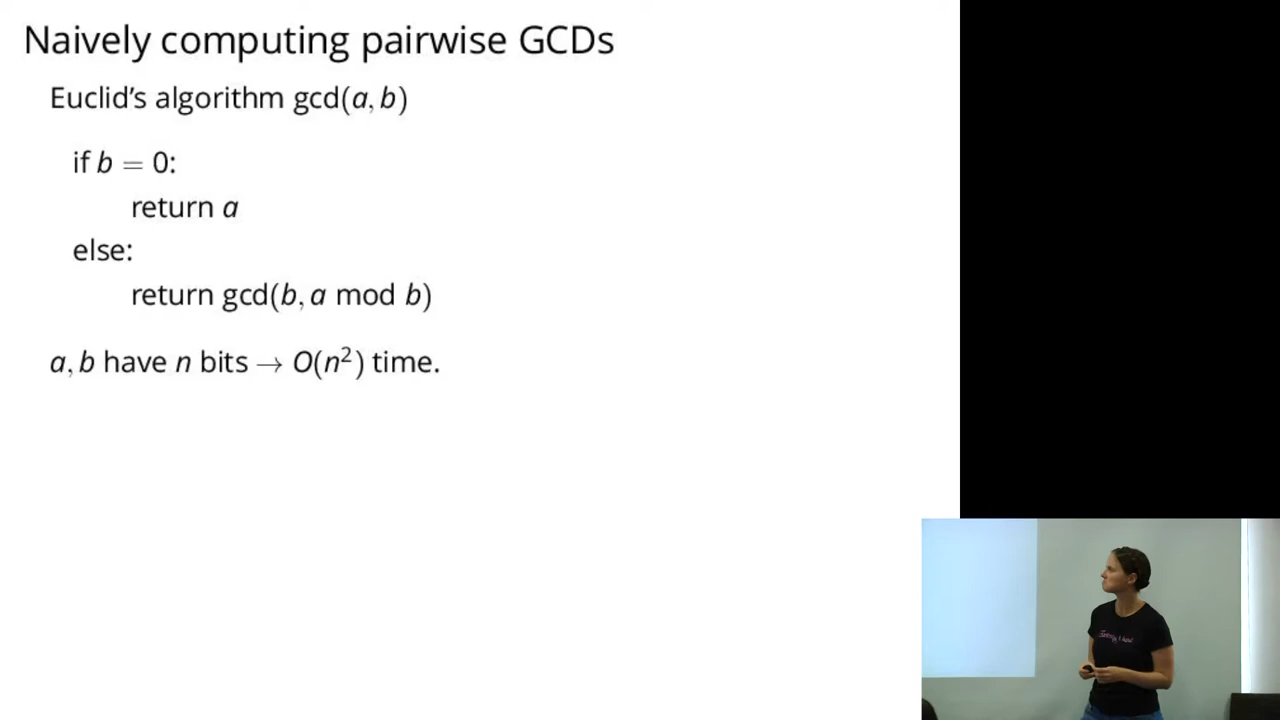 Naively computing pairwise GCDs
Euclid's algorithm gcd(a, b)
if b = 0:
return a
else:
return gcd(b, a mod b)
a, b have n bits → O(n²) time.